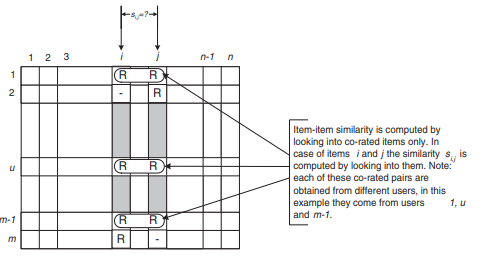 s i,j =?
1 2 3 i j n-1 n
1 R R
2 - R
u R R
m-1 R R
m R -
Item-item similarity is computed by
looking into co-rated items only. In
case of items i and j the similarity s i,j is
computed by looking into them. Note:
each of these co-rated pairs are
obtained from different users, in this
example they come from users 1, u
and m-1.